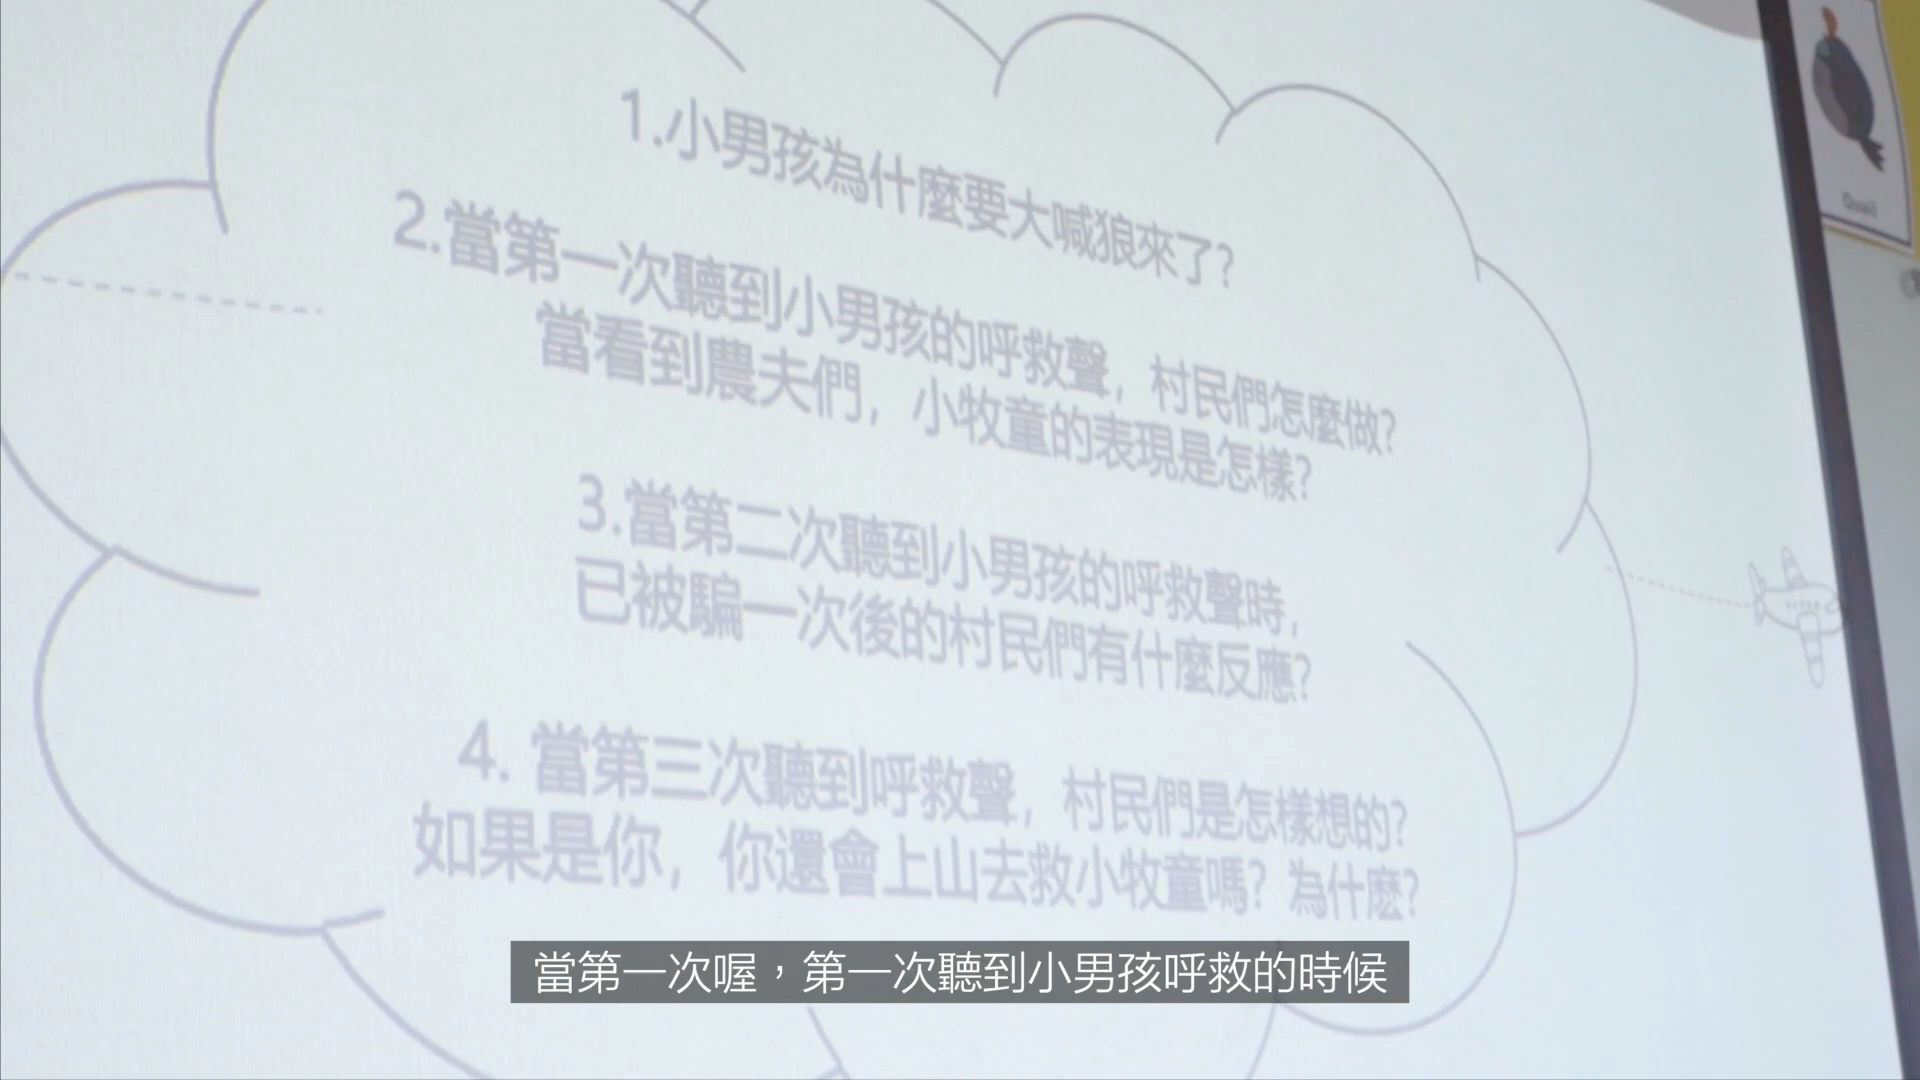 1.小男孩為什麼要大喊狼來了?
2.當第一次聽到小男孩的呼救聲，村民們怎麼做?
當看到農夫們，小牧童的表現是怎樣?
3.當第二次聽到小男孩的呼救聲時，
已被騙一次後的村民們有什麼反應?
4. 當第三次聽到呼救聲，村民們是怎樣想的?
如果是你，你還會上山去救小牧童嗎? 為什麼?
Quail
當第一次喔，第一次聽到小男孩呼救的時候